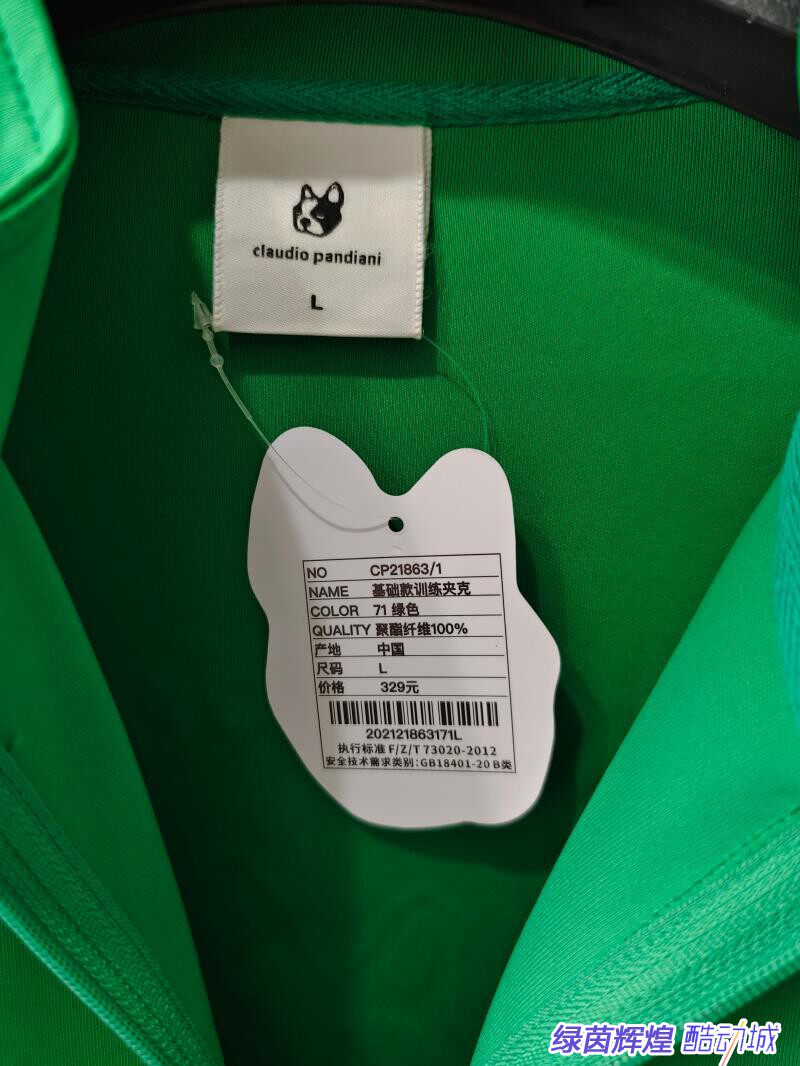 claudio pandiani
L
NO CP21863/1
NAME 基础款训练夹克
COLOR 71 绿色
QUALITY 聚酯纤维100%
产地 中国
尺码 L
价格 329元
202121863171L
执行标准 F/Z/T 73020-2012
安全技术需求类别:GB18401-20 B类
绿茵辉煌 酷动城